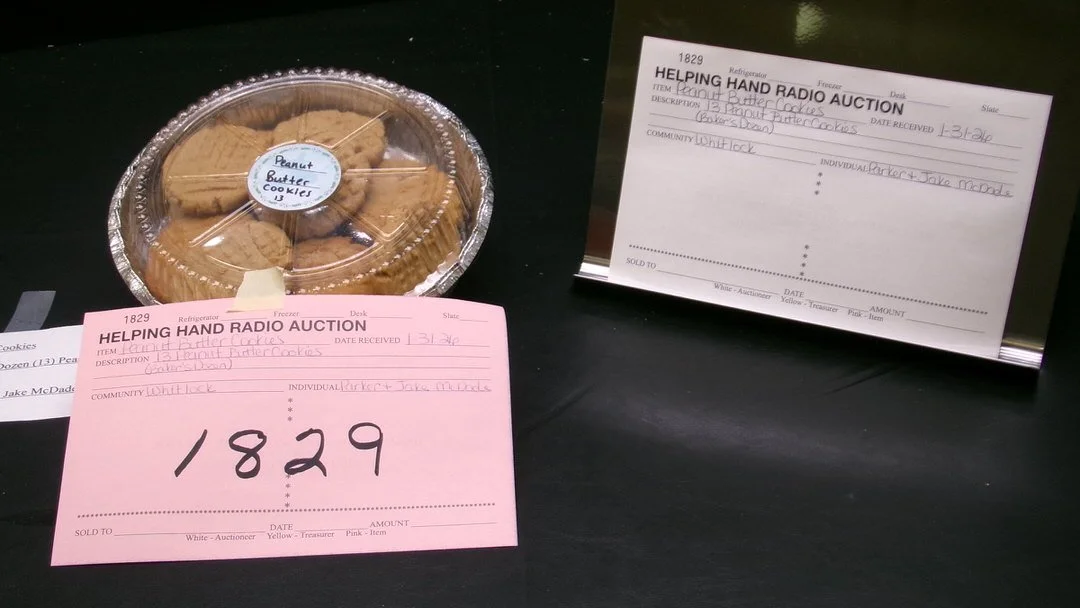 Peanut
Butter
cookies
13
1829
Refrigerator Freezer Desk State
HELPING HAND RADIO AUCTION
ITEM Peanut Butter Cookies
DESCRIPTION 13 Peanut Butter Cookies DATE RECEIVED 1-31-26
(Baker's Dozen)
COMMUNITY Whitlock
INDIVIDUAL Parker + Jake McDade
SOLD TO DATE AMOUNT
White - Auctioneer Yellow - Treasurer Pink - Item
1829
Refrigerator Freezer Desk State
HELPING HAND RADIO AUCTION
ITEM Peanut Butter Cookies DATE RECEIVED 1-31-26
DESCRIPTION 13 Peanut Butter Cookies
(Baker's Dozen)
COMMUNITY Whitlock INDIVIDUAL Parker + Jake McDade
1829
SOLD TO DATE AMOUNT
White - Auctioneer Yellow - Treasurer Pink - Item
Cookies
Dozen (13) Pea
Jake McDade